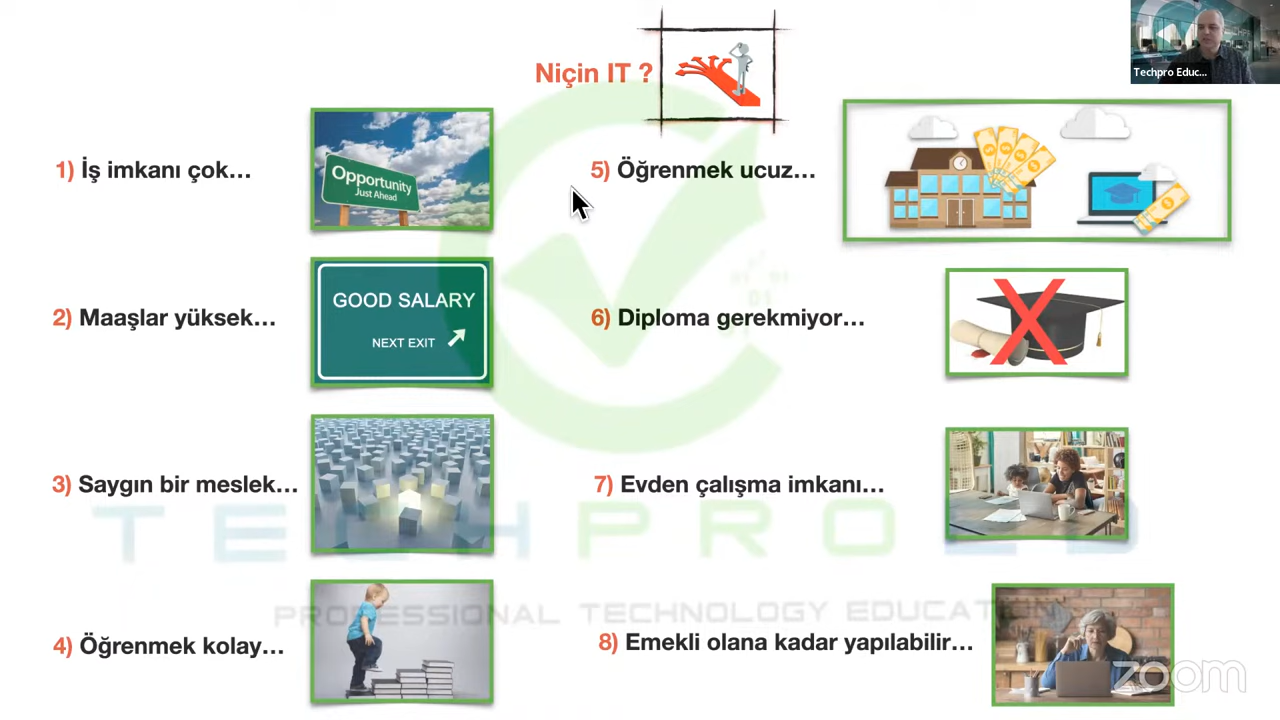 Niçin IT ?
Techpro Educ...
1) İş imkanı çok...
Opportunity
Just Ahead
2) Maaşlar yüksek...
GOOD SALARY
NEXT EXIT
3) Saygın bir meslek...
4) Öğrenmek kolay...
5) Öğrenmek ucuz...
6) Diploma gerekmiyor...
7) Evden çalışma imkanı...
8) Emekli olana kadar yapılabilir...
TECHPRO ED
PROFESSIONAL TECHNOLOGY EDUCATION
zoom